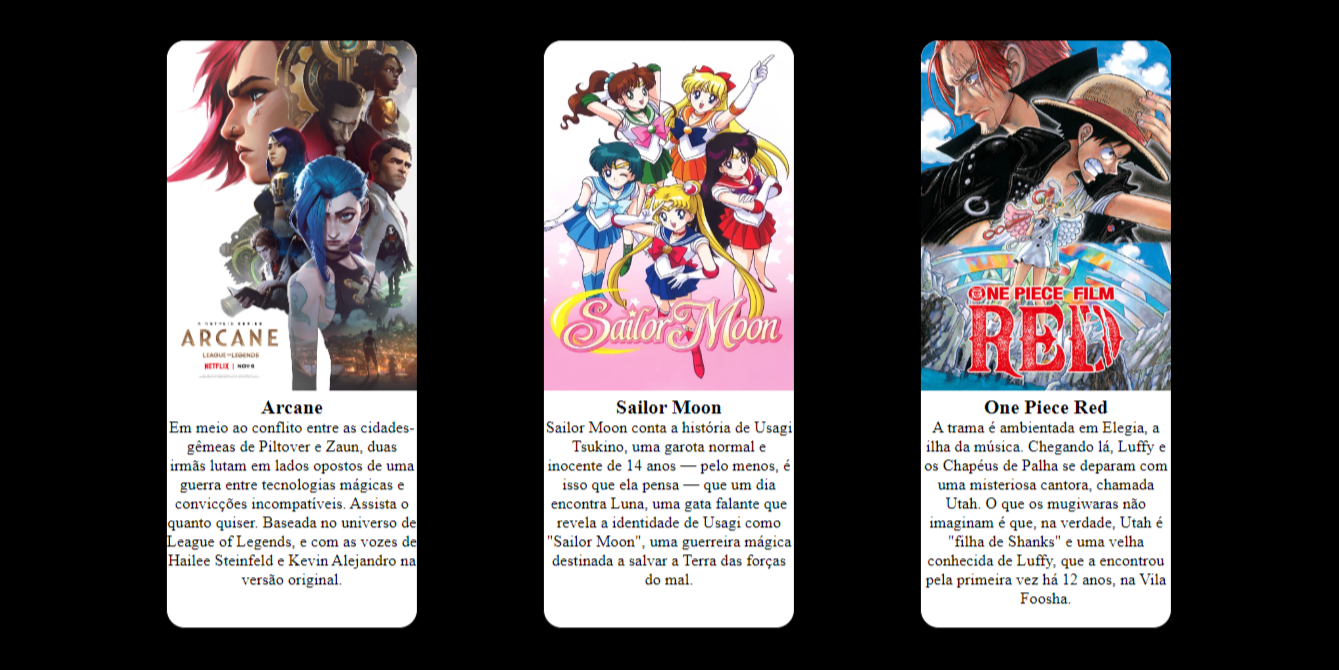 A NETFLIX SERIES
ARCANE
LEAGUE OF LEGENDS
NETFLIX | NOV 6
Arcane
Em meio ao conflito entre as cidades-
gêmeas de Piltover e Zaun, duas
irmãs lutam em lados opostos de uma
guerra entre tecnologias mágicas e
convicções incompatíveis. Assista o
quanto quiser. Baseada no universo de
League of Legends, e com as vozes de
Hailee Steinfeld e Kevin Alejandro na
versão original.
Sailor Moon
Sailor Moon
Sailor Moon conta a história de Usagi
Tsukino, uma garota normal e
inocente de 14 anos — pelo menos, é
isso que ela pensa — que um dia
encontra Luna, uma gata falante que
revela a identidade de Usagi como
"Sailor Moon", uma guerreira mágica
destinada a salvar a Terra das forças
do mal.
ONE PIECE FILM
RED
One Piece Red
A trama é ambientada em Elegia, a
ilha da música. Chegando lá, Luffy e
os Chapéus de Palha se deparam com
uma misteriosa cantora, chamada
Utah. O que os mugiwaras não
imaginam é que, na verdade, Utah é
"filha de Shanks" e uma velha
conhecida de Luffy, que a encontrou
pela primeira vez há 12 anos, na Vila
Foosha.